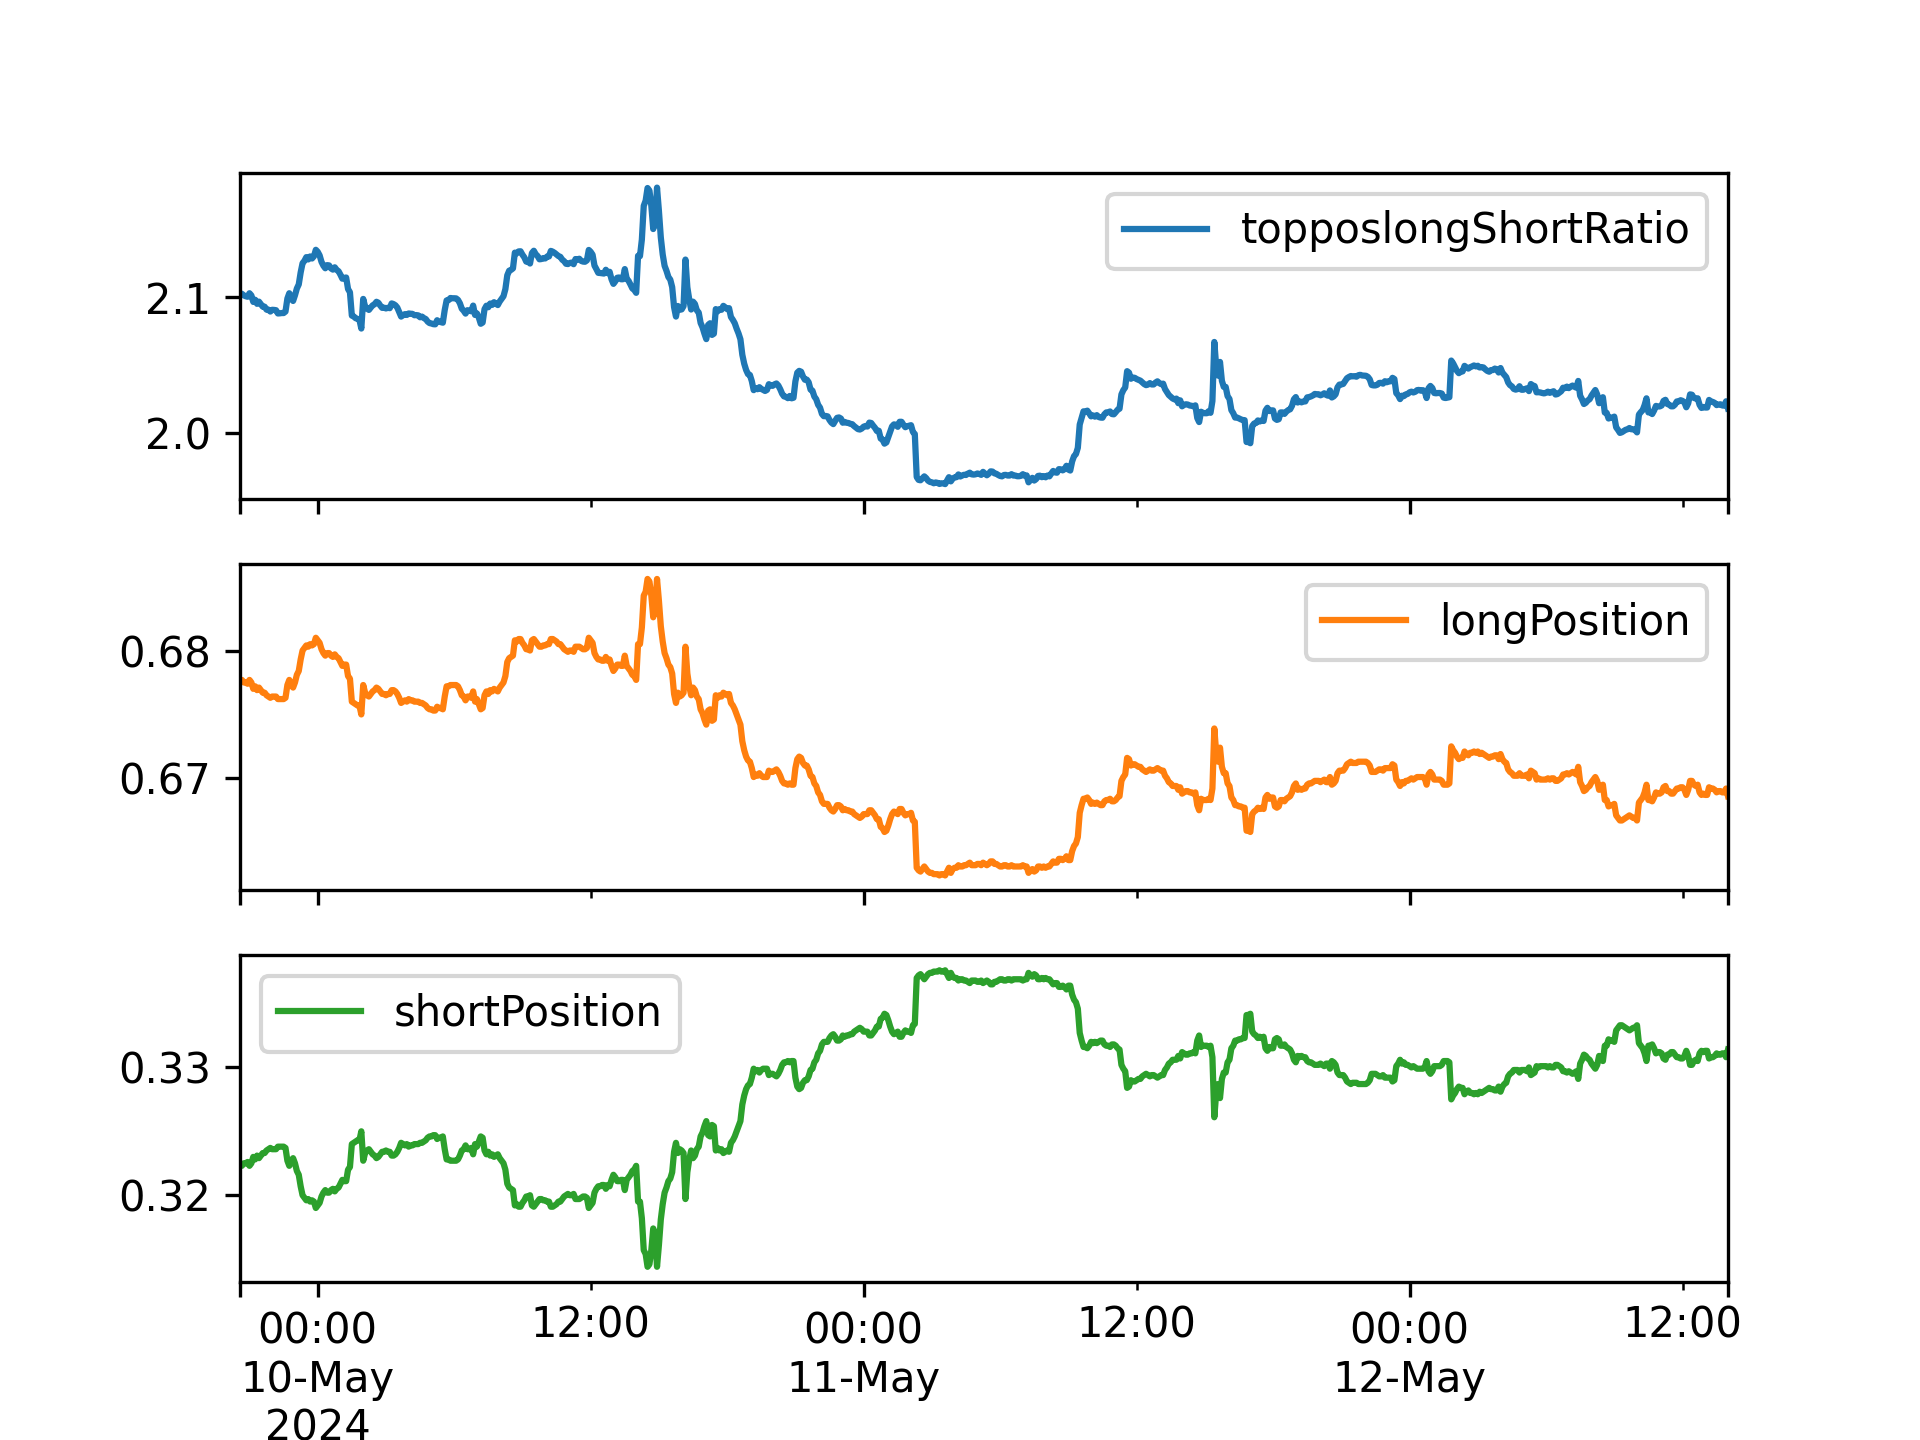 topposlongShortRatio
2.1
2.0
longPosition
0.68
0.67
shortPosition
0.33
0.32
00:00 12:00 00:00 12:00 00:00 12:00
10-May 11-May 12-May
2024